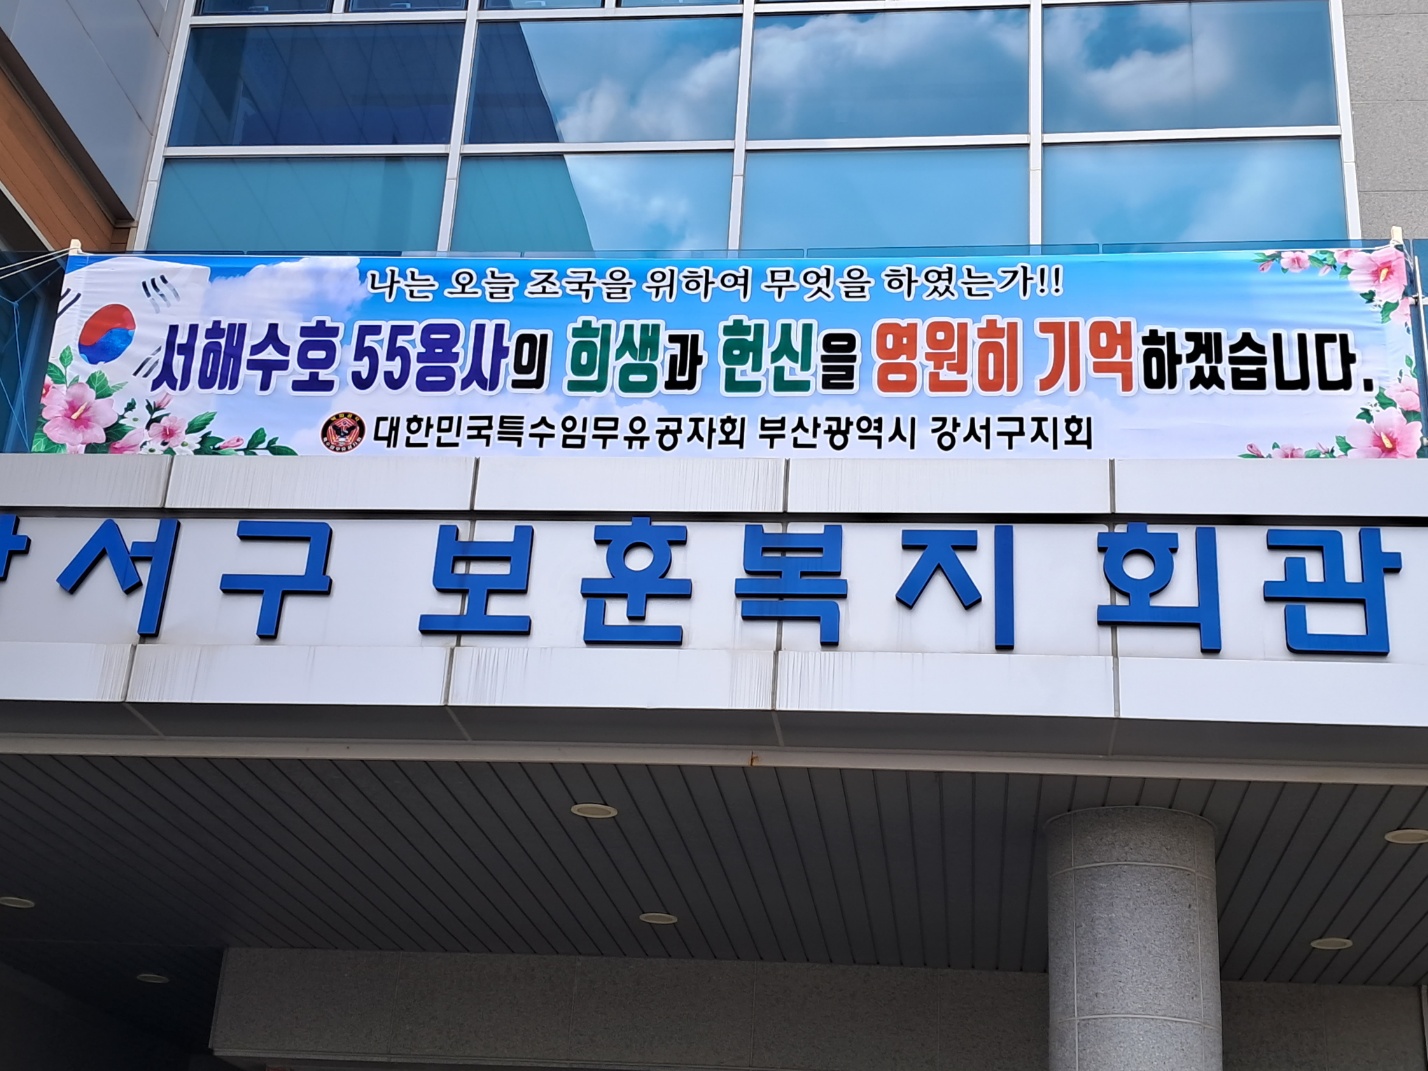 나는 오늘 조국을 위하여 무엇을 하였는가!!
서해수호 55용사의 희생과 헌신을 영원히 기억하겠습니다.
대한민국특수임무유공자회 부산광역시 강서구지회
강서구 보훈복지회관